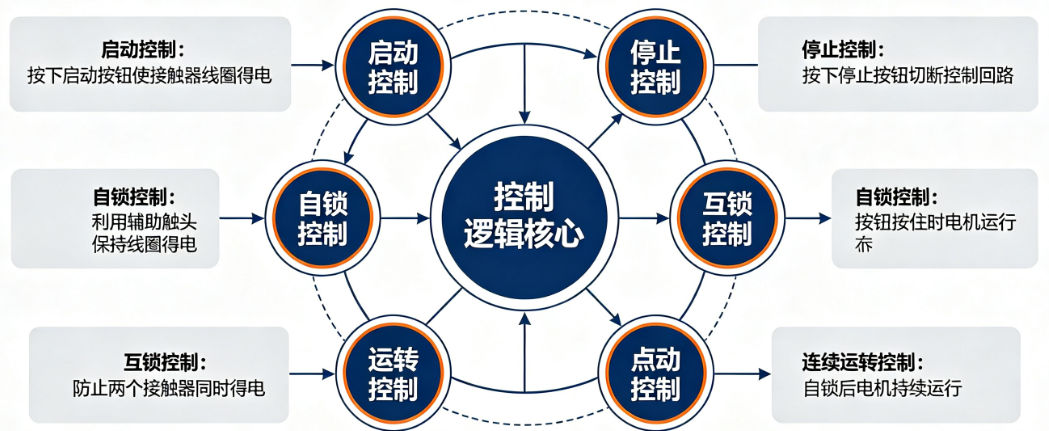 启动控制：
按下启动按钮使接触器线圈得电
启动
控制
停止
控制
停止控制：
按下停止按钮切断控制回路
自锁控制：
利用辅助触头
保持线圈得电
自锁
控制
控制
逻辑核心
互锁
控制
自锁控制：
按钮按住时电机运行
互锁控制：
防止两个接触器同时得电
运转
控制
点动
控制
连续运转控制：
自锁后电机持续运行